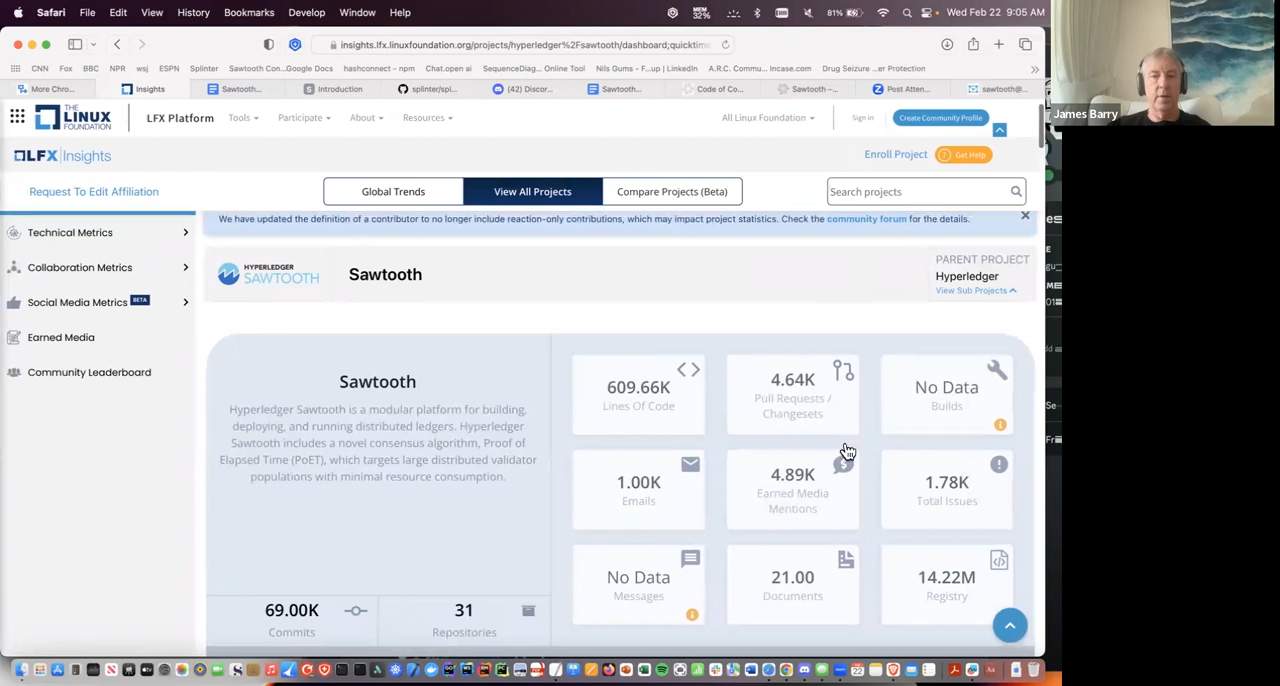 Safari File Edit View History Bookmarks Develop Window Help
MEM 32% 81% Wed Feb 22 9:05 AM
insights.lfx.linuxfoundation.org/projects/hyperledger%2Fsawtooth/dashboard;quicktime
CNN Fox BBC NPR wsj ESPN Splinter Sawtooth Con...Google Docs hashconnect – npm Chat.open ai SequenceDiag...Online Tool Nils Gums – F...up | LinkedIn A.R.C. Commu... Incase.com Drug Seizure ...er Protection »
More Chro... Insights Sawtooth... Introduction splinter/spl... (42) Discor... Sawtooth... Code of Co... Sawtooth –... Post Atten... sawtooth@...
THE LINUX FOUNDATION
LFX Platform Tools Participate About Resources All Linux Foundation Sign in Create Community Profile
LFX Insights
Enroll Project ? Get Help
Request To Edit Affiliation
Global Trends View All Projects Compare Projects (Beta) Search projects
We have updated the definition of a contributor to no longer include reaction-only contributions, which may impact project statistics. Check the community forum for the details.
Technical Metrics
Collaboration Metrics
Social Media Metrics BETA
Earned Media
Community Leaderboard
HYPERLEDGER SAWTOOTH
Sawtooth
PARENT PROJECT
Hyperledger
View Sub Projects
Sawtooth
Hyperledger Sawtooth is a modular platform for building,
deploying, and running distributed ledgers. Hyperledger
Sawtooth includes a novel consensus algorithm, Proof of
Elapsed Time (PoET), which targets large distributed validator
populations with minimal resource consumption.
69.00K
Commits
31
Repositories
609.66K
Lines Of Code
4.64K
Pull Requests /
Changesets
No Data
Builds
1.00K
Emails
4.89K
Earned Media
Mentions
1.78K
Total Issues
No Data
Messages
21.00
Documents
14.22M
Registry
James Barry